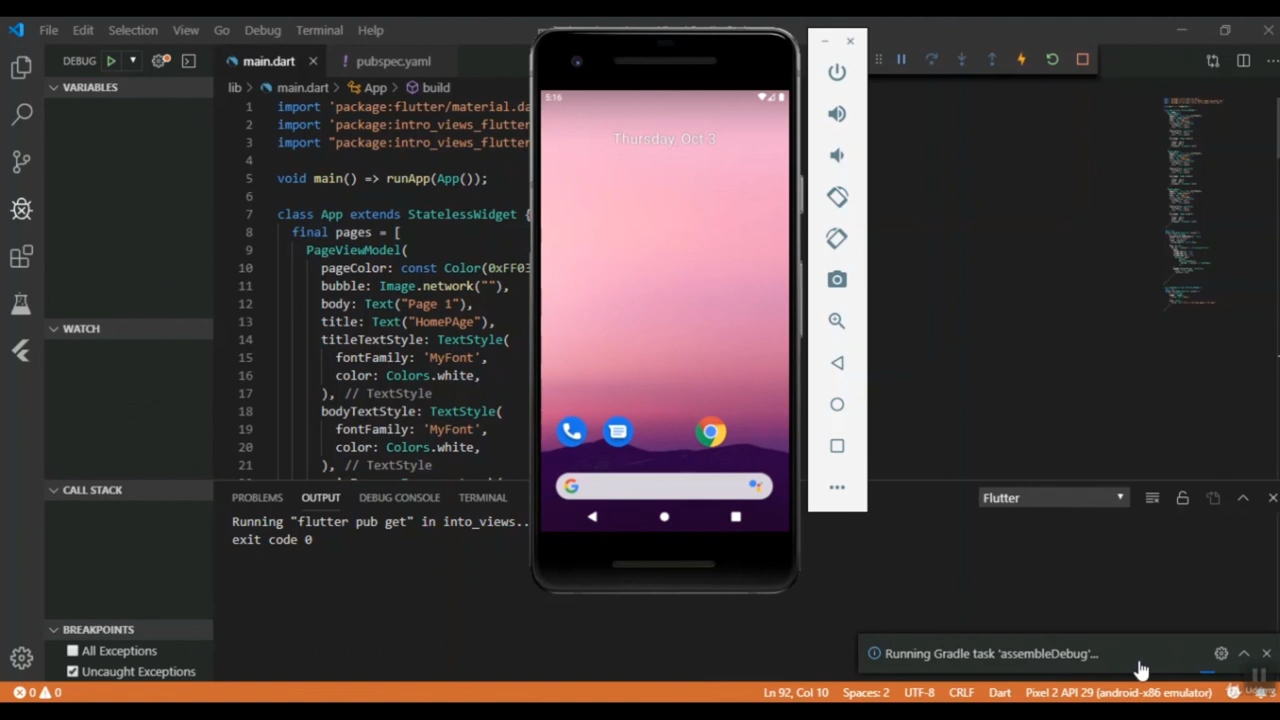 File Edit Selection View Go Debug Terminal Help
DEBUG
main.dart
pubspec.yaml
VARIABLES
lib > main.dart > App > build
1 import 'package:flutter/material.da
2 import 'package:intro_views_flutter
3 import "package:intro_views_flutter
4
5 void main() => runApp(App());
6
7 class App extends StatelessWidget {
8 final pages = [
9 PageViewModel(
10 pageColor: const Color(0xFF03
11 bubble: Image.network(""),
12 body: Text("Page 1"),
13 title: Text("HomePAge"),
14 titleTextStyle: TextStyle(
15 fontFamily: 'MyFont',
16 color: Colors.white,
17 ), // TextStyle
18 bodyTextStyle: TextStyle(
19 fontFamily: 'MyFont',
20 color: Colors.white,
21 ), // TextStyle
WATCH
CALL STACK
BREAKPOINTS
All Exceptions
Uncaught Exceptions
5:16
Thursday, Oct 3
PROBLEMS OUTPUT DEBUG CONSOLE TERMINAL
Flutter
Running "flutter pub get" in into_views..
exit code 0
Running Gradle task 'assembleDebug'...
0 0
Ln 92, Col 10 Spaces: 2 UTF-8 CRLF Dart Pixel 2 API 29 (android-x86 emulator)